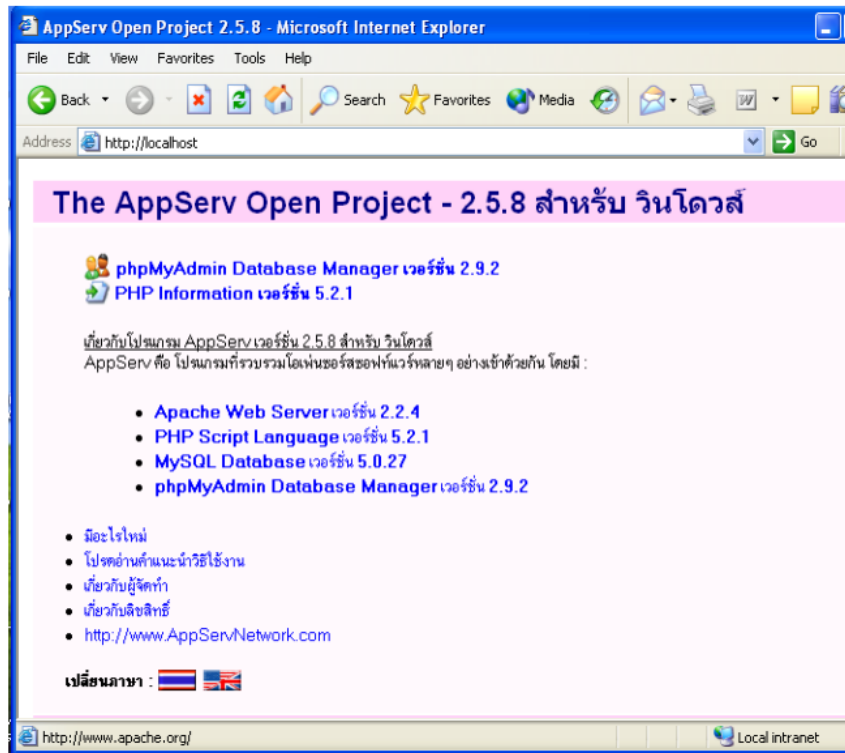 AppServ Open Project 2.5.8 - Microsoft Internet Explorer
File Edit View Favorites Tools Help
Back Search Favorites Media
Address http://localhost Go
The AppServ Open Project - 2.5.8 สำหรับ วินโดวส์
phpMyAdmin Database Manager เวอร์ชั่น 2.9.2
PHP Information เวอร์ชั่น 5.2.1
เกี่ยวกับโปรแกรม AppServ เวอร์ชั่น 2.5.8 สำหรับ วินโดวส์
AppServ คือ โปรแกรมที่รวบรวมโอเพ่นซอร์สซอฟท์แวร์หลายๆ อย่างเข้าด้วยกัน โดยมี :
Apache Web Server เวอร์ชั่น 2.2.4
PHP Script Language เวอร์ชั่น 5.2.1
MySQL Database เวอร์ชั่น 5.0.27
phpMyAdmin Database Manager เวอร์ชั่น 2.9.2
มีอะไรใหม่
โปรดอ่านคำแนะนำวิธีใช้งาน
เกี่ยวกับผู้จัดทำ
เกี่ยวกับลิขสิทธิ์
http://www.AppServNetwork.com
เปลี่ยนภาษา :
http://www.apache.org/ Local intranet